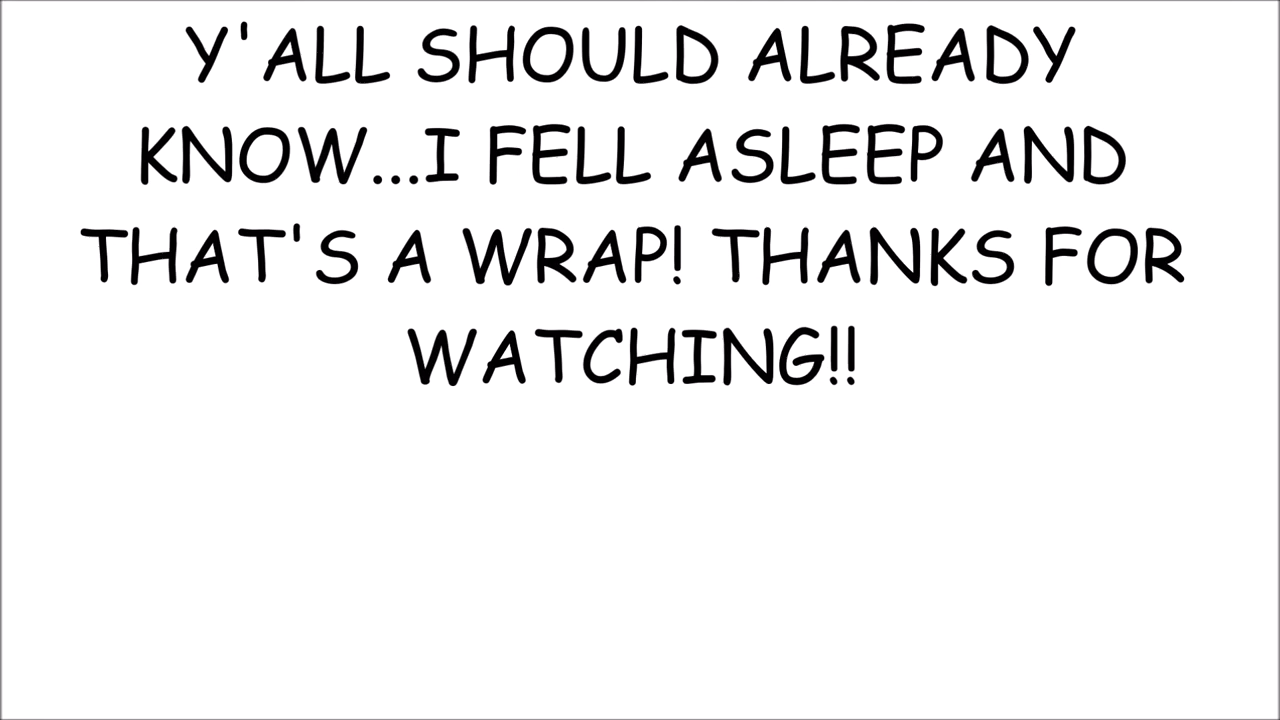 Y'ALL SHOULD ALREADY
KNOW...I FELL ASLEEP AND
THAT'S A WRAP! THANKS FOR
WATCHING!!